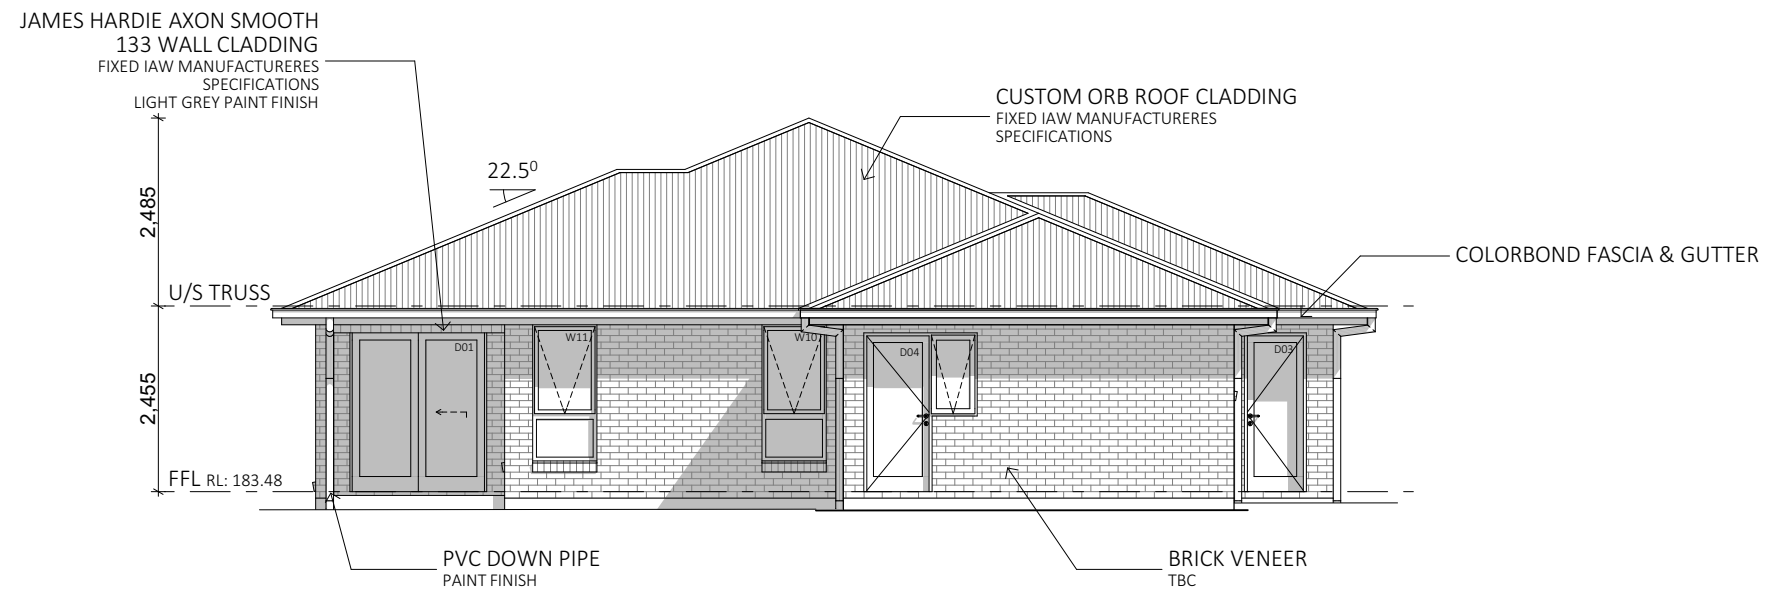 JAMES HARDIE AXON SMOOTH
133 WALL CLADDING
FIXED IAW MANUFACTURERES
SPECIFICATIONS
LIGHT GREY PAINT FINISH
CUSTOM ORB ROOF CLADDING
FIXED IAW MANUFACTURERES
SPECIFICATIONS
22.5⁰
2,485
COLORBOND FASCIA & GUTTER
U/S TRUSS
D01
W11
W10
D04
D03
2,455
FFL RL: 183.48
PVC DOWN PIPE
PAINT FINISH
BRICK VENEER
TBC